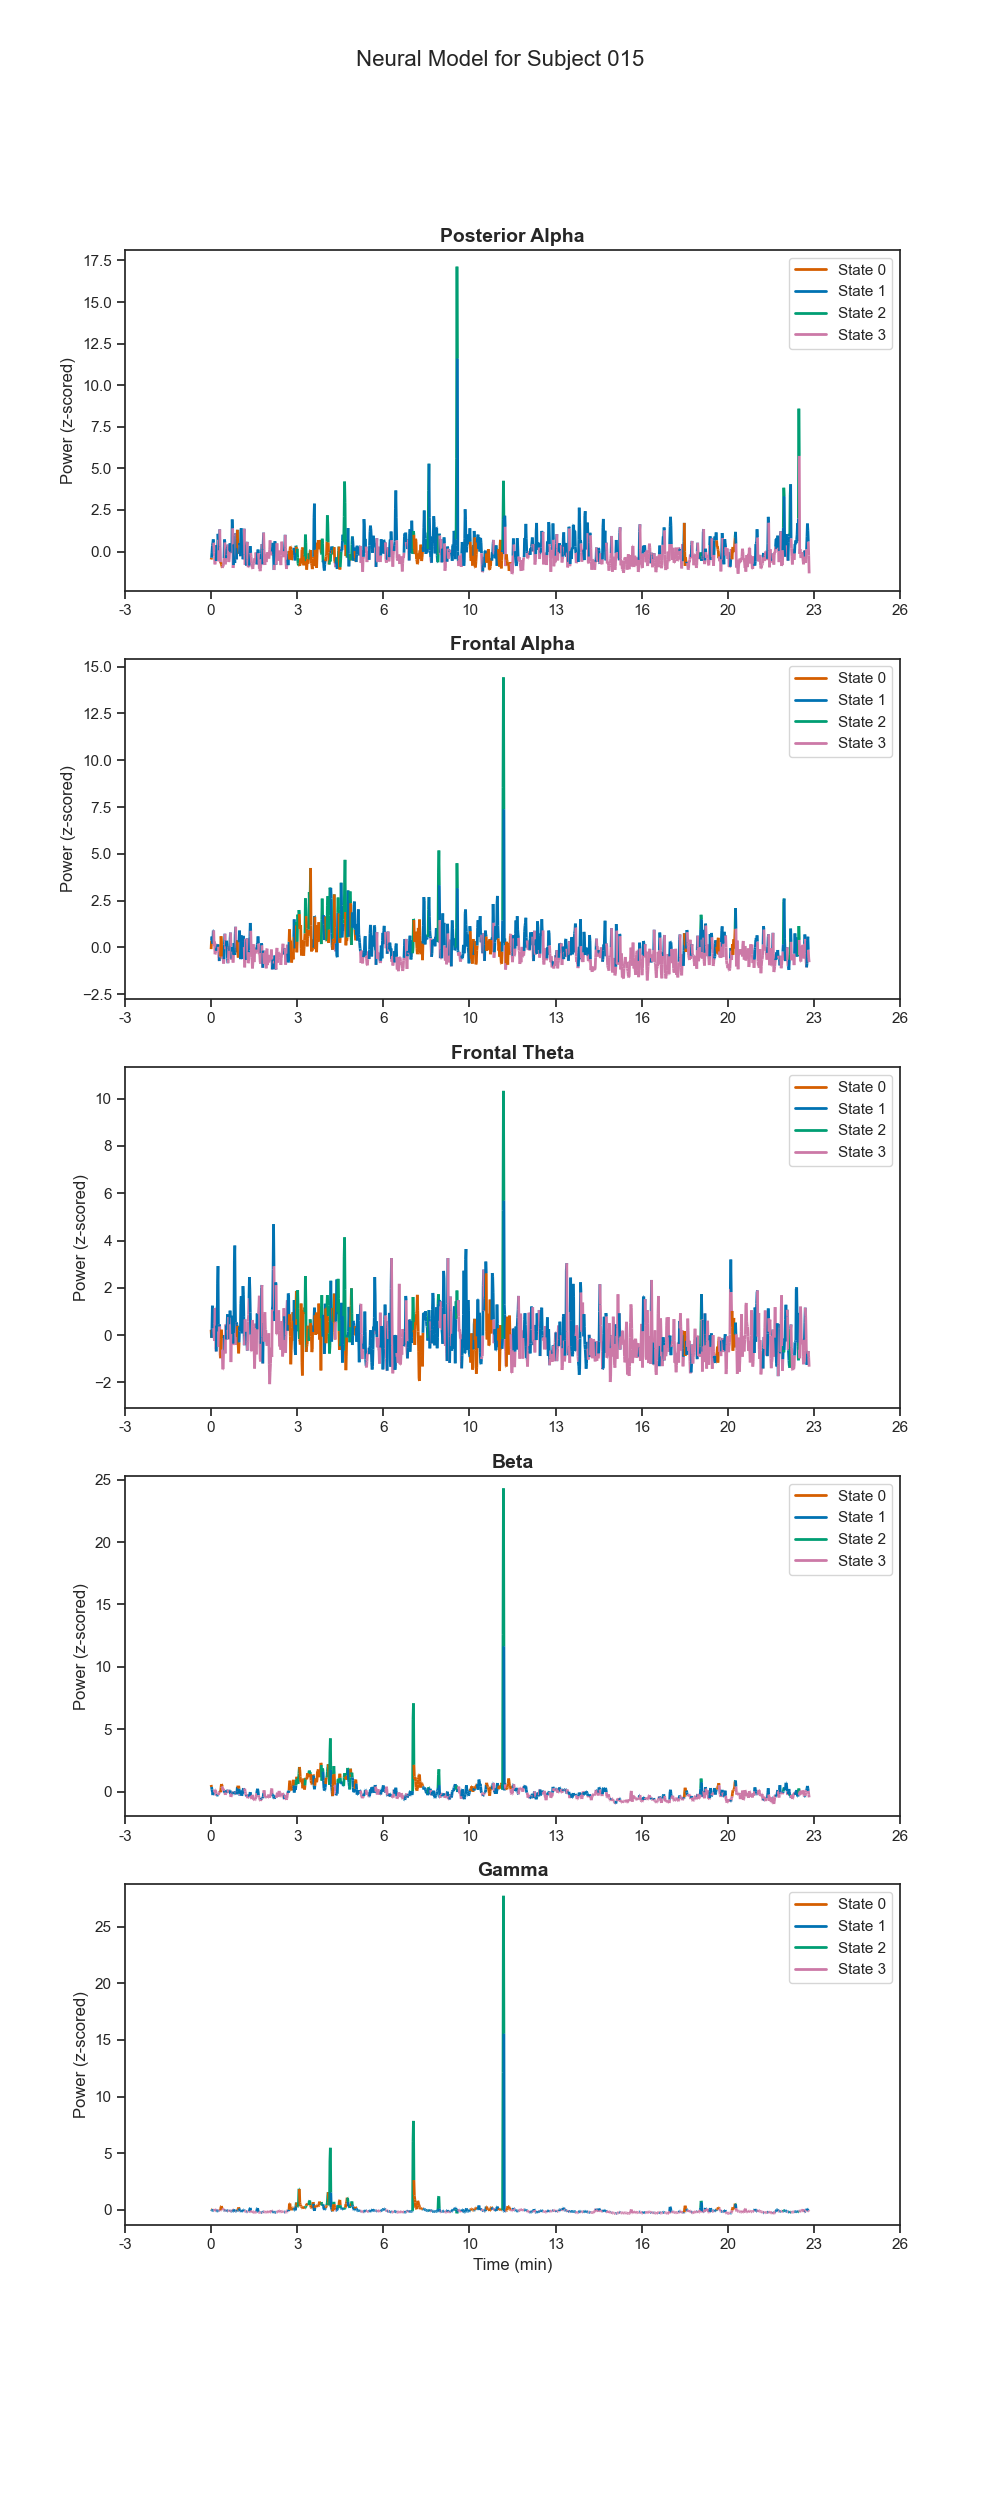 Neural Model for Subject 015
Posterior Alpha
Power (z-scored)
17.5
15.0
12.5
10.0
7.5
5.0
2.5
0.0
State 0
State 1
State 2
State 3
-3 0 3 6 10 13 16 20 23 26
Frontal Alpha
Power (z-scored)
15.0
12.5
10.0
7.5
5.0
2.5
0.0
−2.5
State 0
State 1
State 2
State 3
-3 0 3 6 10 13 16 20 23 26
Frontal Theta
Power (z-scored)
10
8
6
4
2
0
−2
State 0
State 1
State 2
State 3
-3 0 3 6 10 13 16 20 23 26
Beta
Power (z-scored)
25
20
15
10
5
0
State 0
State 1
State 2
State 3
-3 0 3 6 10 13 16 20 23 26
Gamma
Power (z-scored)
25
20
15
10
5
0
State 0
State 1
State 2
State 3
-3 0 3 6 10 13 16 20 23 26
Time (min)